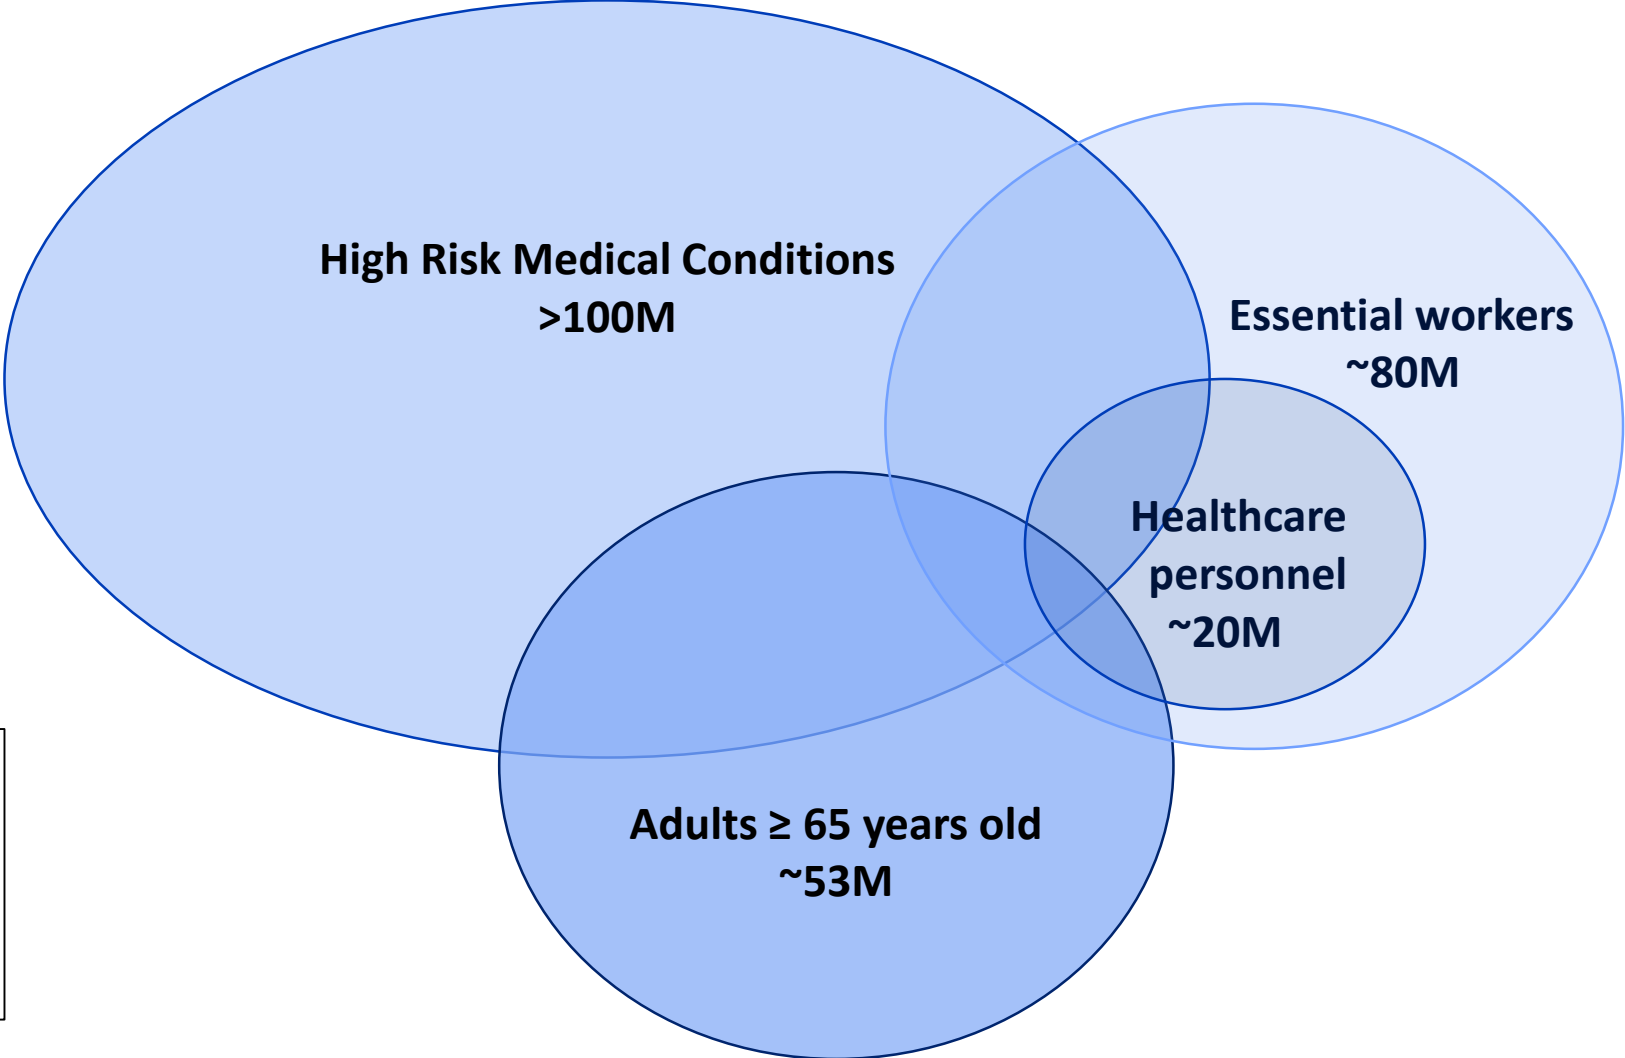 High Risk Medical Conditions
>100M
Essential workers
~80M
Healthcare
personnel
~20M
Adults ≥ 65 years old
~53M